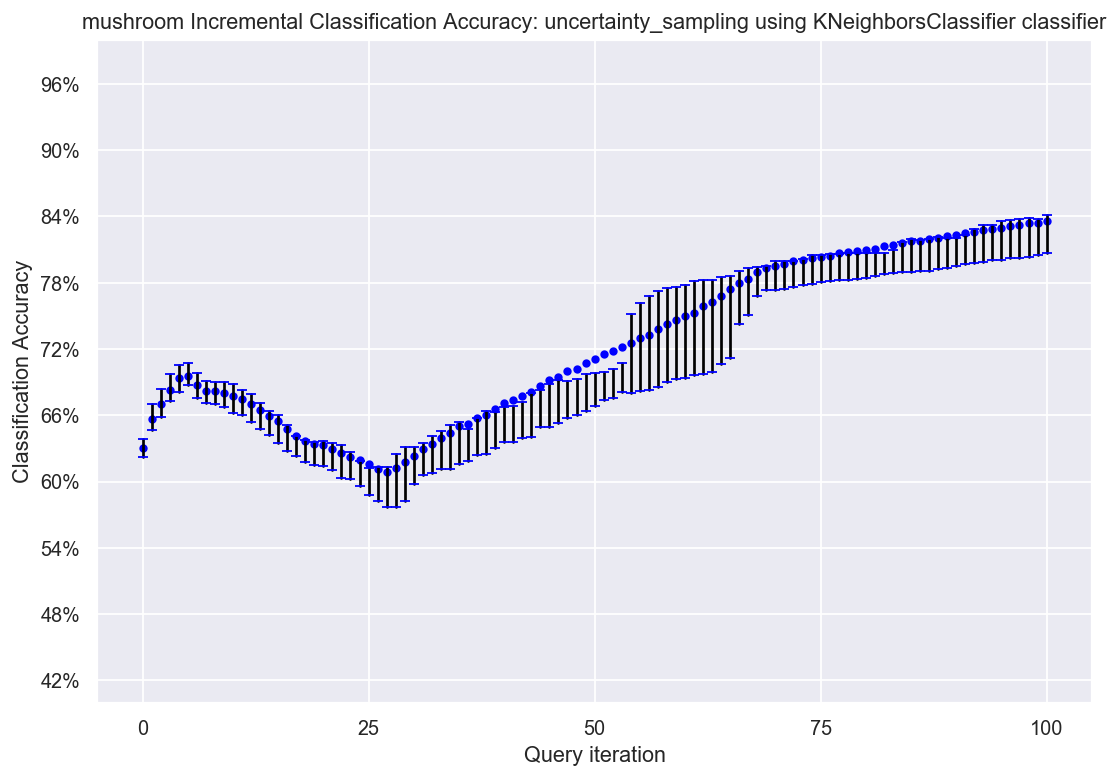 mushroom Incremental Classification Accuracy: uncertainty_sampling using KNeighborsClassifier classifier
96%
90%
84%
78%
72%
66%
60%
54%
48%
42%
Classification Accuracy
0 25 50 75 100
Query iteration